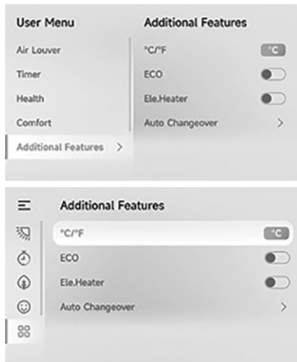 User Menu
Air Louver
Timer
Health
Comfort
Additional Features >
Additional Features
°C/°F °C
ECO
Ele.Heater
Auto Changeover >
Additional Features
°C/°F °C
ECO
Ele.Heater
Auto Changeover >